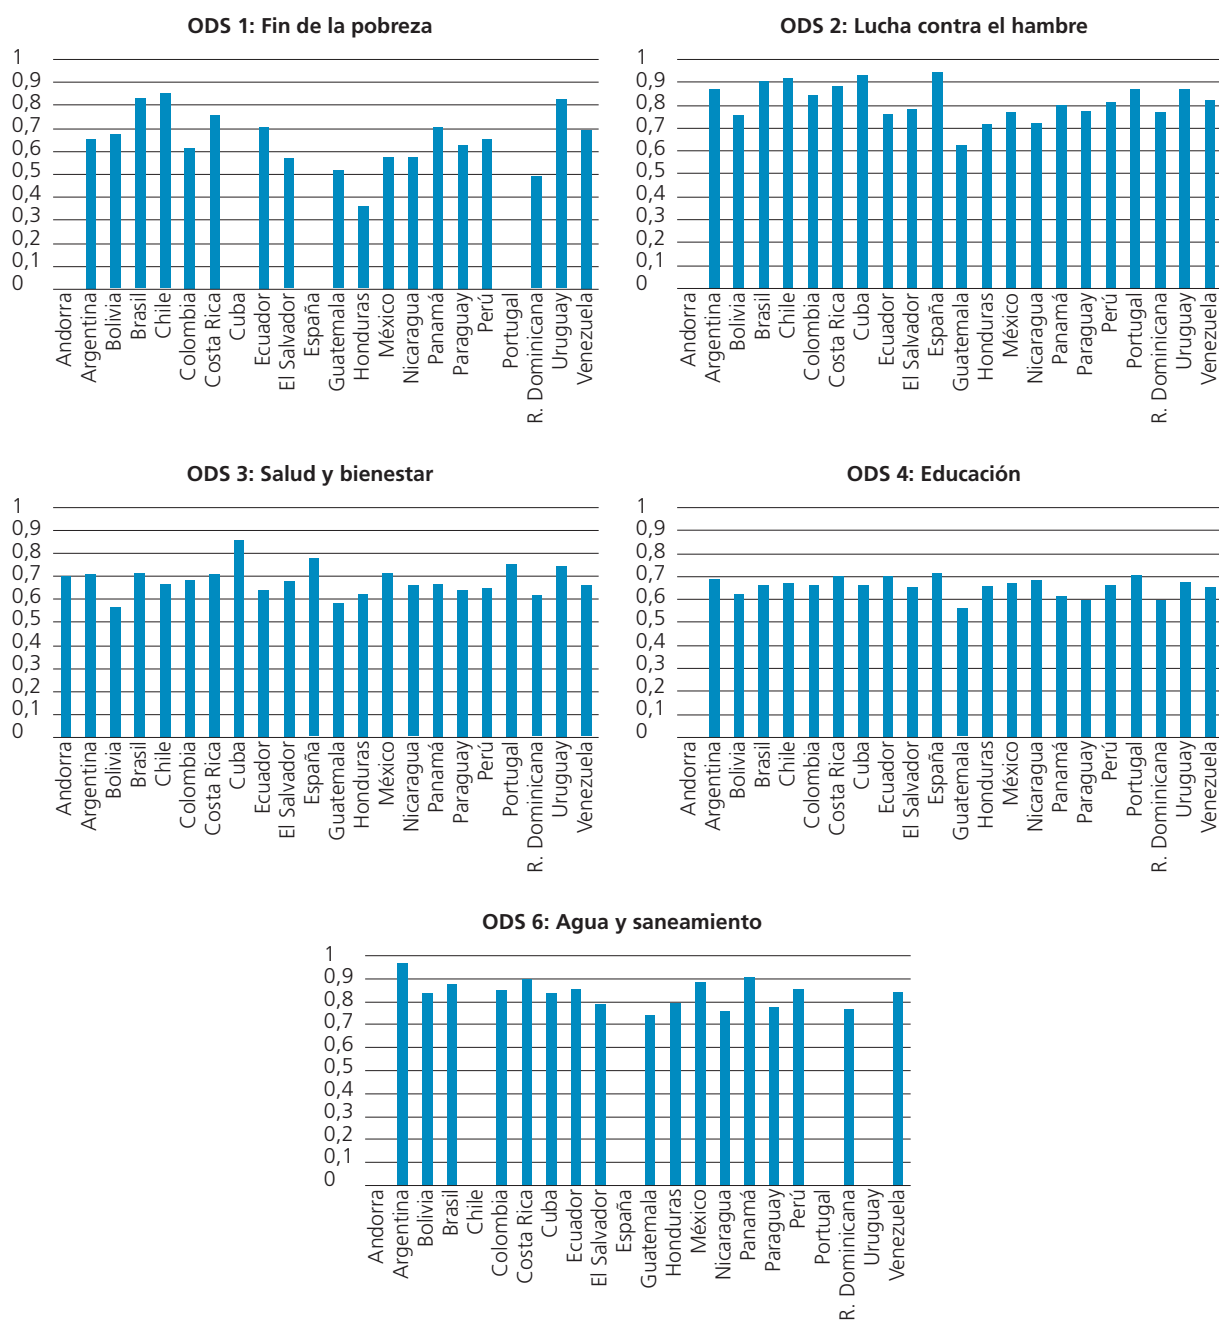 ODS 1: Fin de la pobreza
1
0,9
0,8
0,7
0,6
0,5
0,4
0,3
0,2
0,1
0
Andorra
Argentina
Bolivia
Brasil
Chile
Colombia
Costa Rica
Cuba
Ecuador
El Salvador
España
Guatemala
Honduras
México
Nicaragua
Panamá
Paraguay
Perú
Portugal
R. Dominicana
Uruguay
Venezuela
ODS 2: Lucha contra el hambre
1
0,9
0,8
0,7
0,6
0,5
0,4
0,3
0,2
0,1
0
Andorra
Argentina
Bolivia
Brasil
Chile
Colombia
Costa Rica
Cuba
Ecuador
El Salvador
España
Guatemala
Honduras
México
Nicaragua
Panamá
Paraguay
Perú
Portugal
R. Dominicana
Uruguay
Venezuela
ODS 3: Salud y bienestar
1
0,9
0,8
0,7
0,6
0,5
0,4
0,3
0,2
0,1
0
Andorra
Argentina
Bolivia
Brasil
Chile
Colombia
Costa Rica
Cuba
Ecuador
El Salvador
España
Guatemala
Honduras
México
Nicaragua
Panamá
Paraguay
Perú
Portugal
R. Dominicana
Uruguay
Venezuela
ODS 4: Educación
1
0,9
0,8
0,7
0,6
0,5
0,4
0,3
0,2
0,1
0
Andorra
Argentina
Bolivia
Brasil
Chile
Colombia
Costa Rica
Cuba
Ecuador
El Salvador
España
Guatemala
Honduras
México
Nicaragua
Panamá
Paraguay
Perú
Portugal
R. Dominicana
Uruguay
Venezuela
ODS 6: Agua y saneamiento
1
0,9
0,8
0,7
0,6
0,5
0,4
0,3
0,2
0,1
0
Andorra
Argentina
Bolivia
Brasil
Chile
Colombia
Costa Rica
Cuba
Ecuador
El Salvador
España
Guatemala
Honduras
México
Nicaragua
Panamá
Paraguay
Perú
Portugal
R. Dominicana
Uruguay
Venezuela